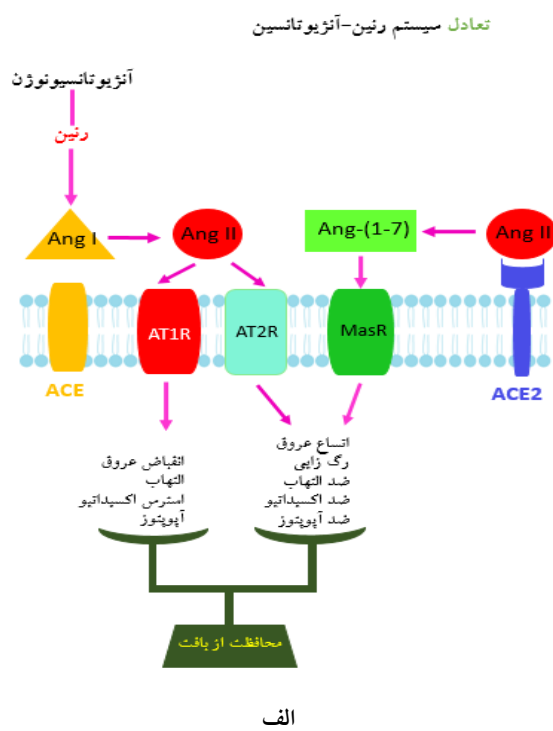 تعادل سیستم رنین-آنژیوتانسین
آنژیوتانسیونوژن
رنین
Ang I
Ang II
Ang-(1-7)
Ang II
AT1R
AT2R
MasR
ACE
ACE2
انقباض عروق
التهاب
استرس اکسیداتیو
آپوپتوز
اتساع عروق
رگ زایی
ضد التهاب
ضد اکسیداتیو
ضد آپوپتوز
محافظت از بافت
الف